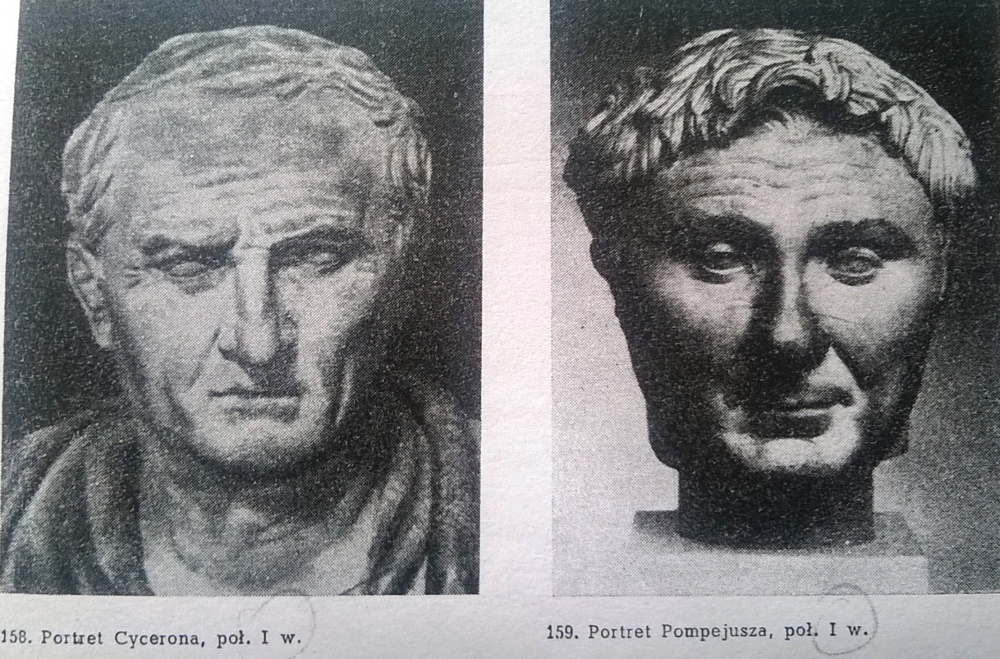 158. Portret Cycerona, poł. I w.
159. Portret Pompejusza, poł. I w.